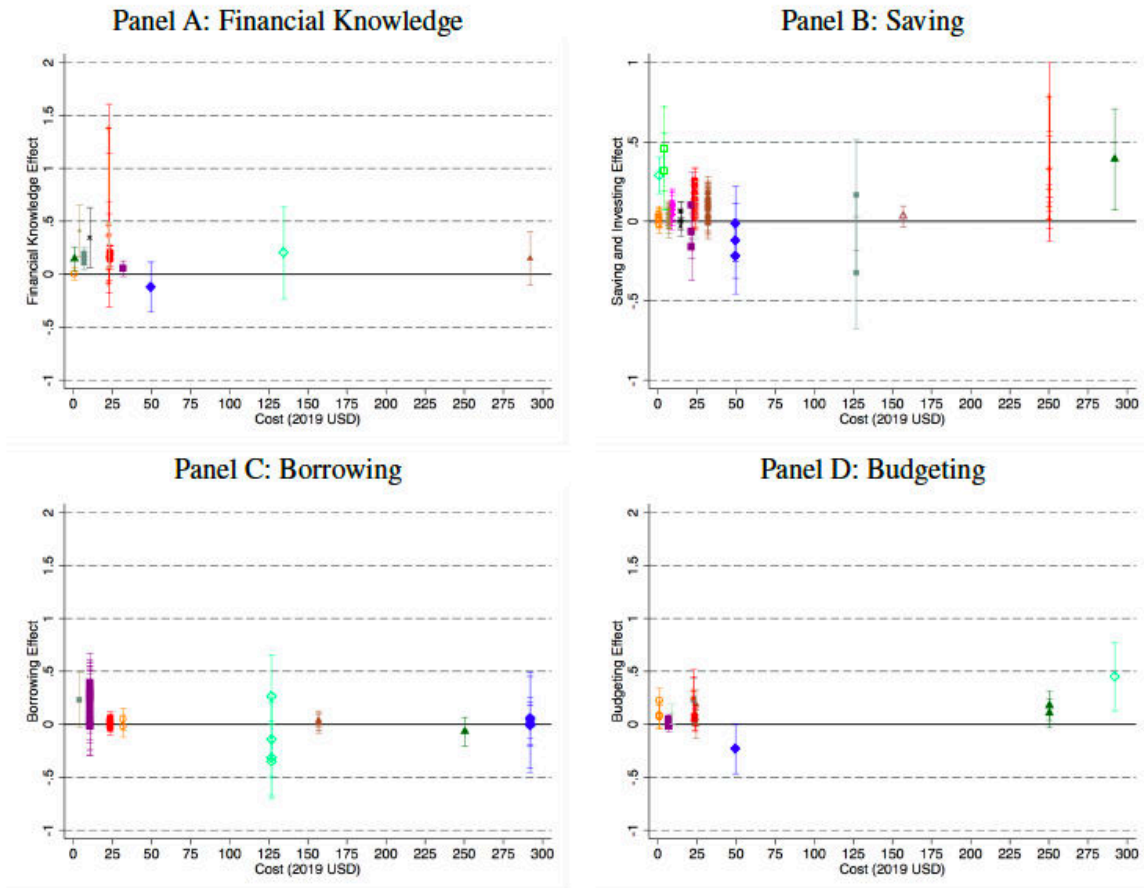 Panel A: Financial Knowledge
Financial Knowledge Effect
2
1.5
1
.5
0
-.5
-1
0 25 50 75 100 125 150 175 200 225 250 275 300
Cost (2019 USD)
Panel B: Saving
Saving and Investing Effect
1
.5
0
-.5
-1
0 25 50 75 100 125 150 175 200 225 250 275 300
Cost (2019 USD)
Panel C: Borrowing
Borrowing Effect
2
1.5
1
.5
0
-.5
-1
0 25 50 75 100 125 150 175 200 225 250 275 300
Cost (2019 USD)
Panel D: Budgeting
Budgeting Effect
2
1.5
1
.5
0
-.5
-1
0 25 50 75 100 125 150 175 200 225 250 275 300
Cost (2019 USD)